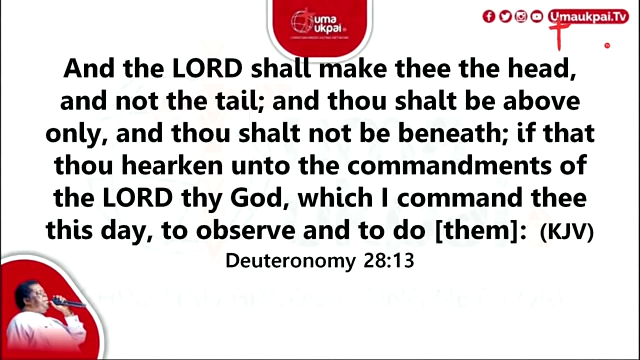 uma
ukpai
Umaukpai.Tv
And the LORD shall make thee the head,
and not the tail; and thou shalt be above
only, and thou shalt not be beneath; if that
thou hearken unto the commandments of
the LORD thy God, which I command thee
this day, to observe and to do [them]: (KJV)
Deuteronomy 28:13